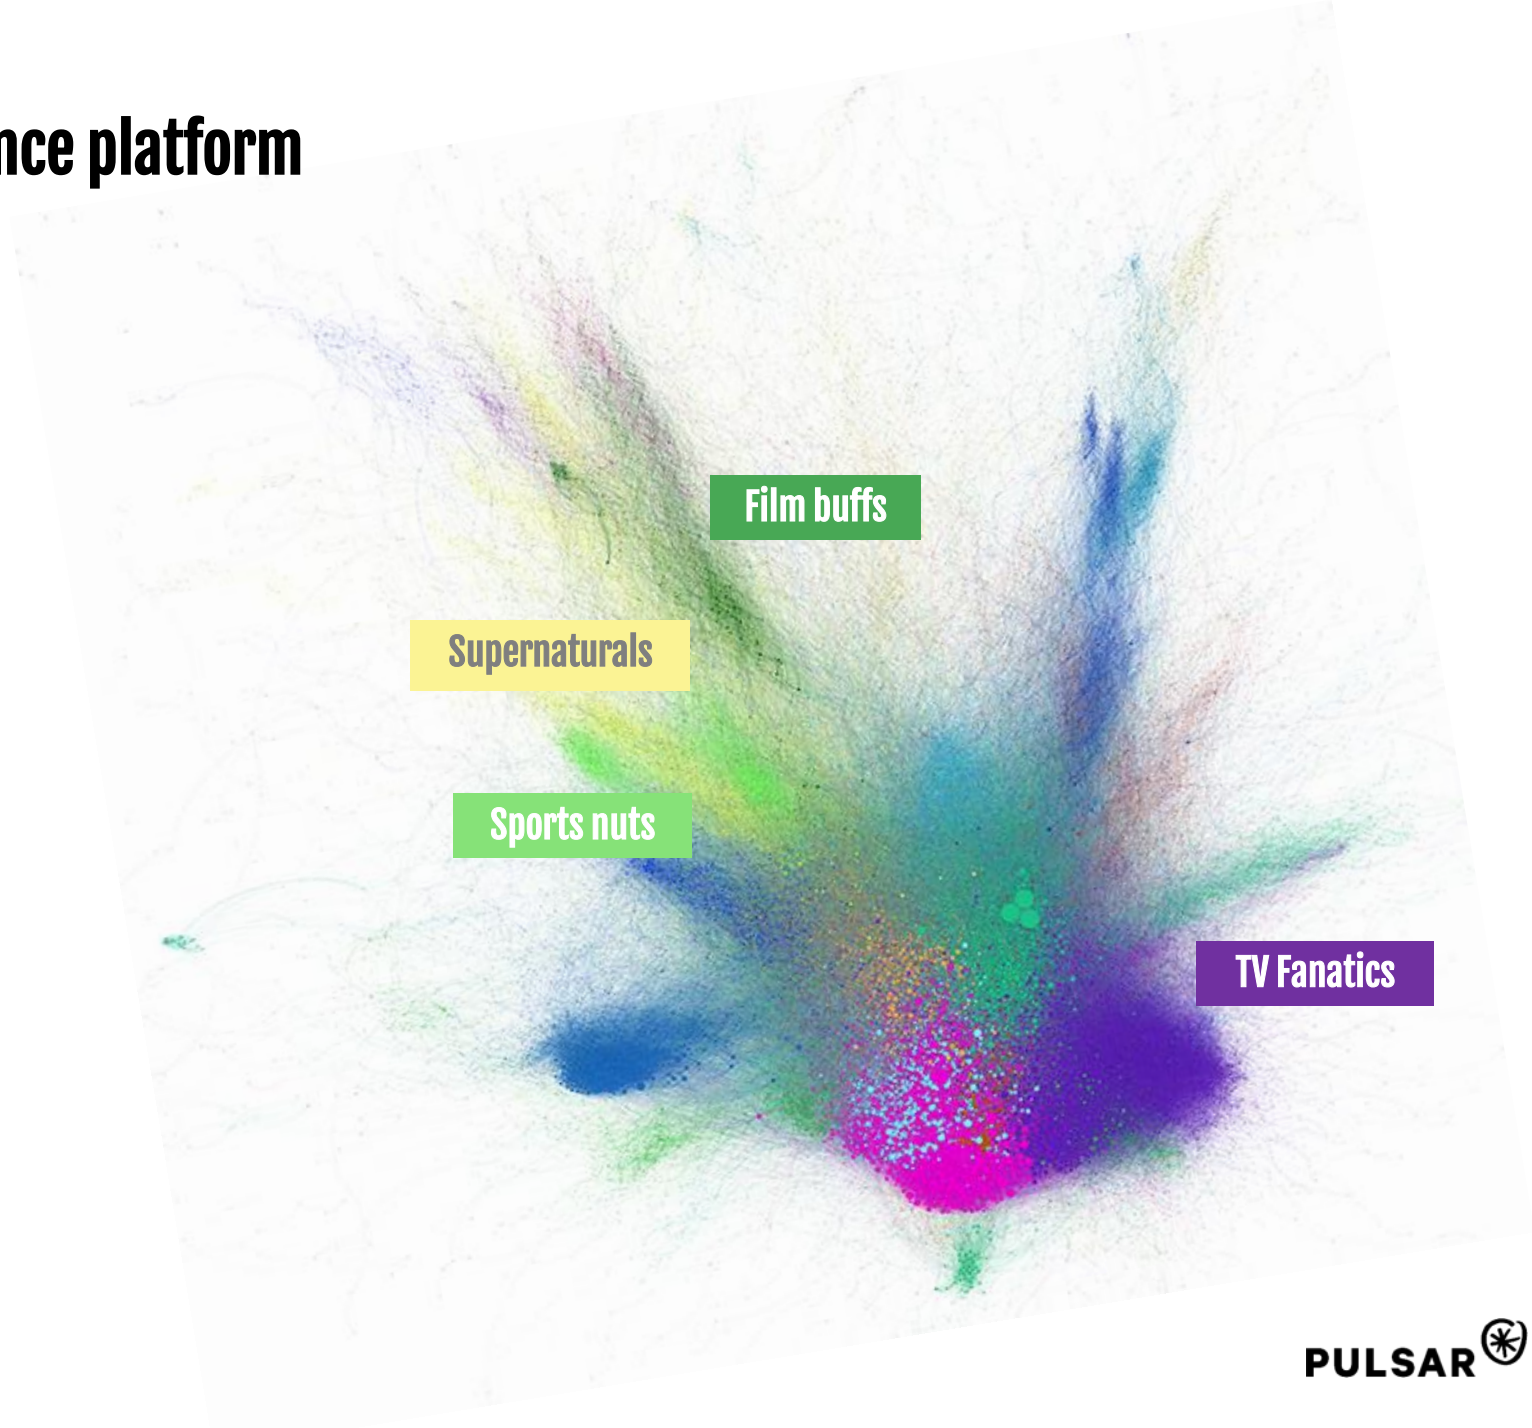 nce platform
Film buffs
Supernaturals
Sports nuts
TV Fanatics
PULSAR